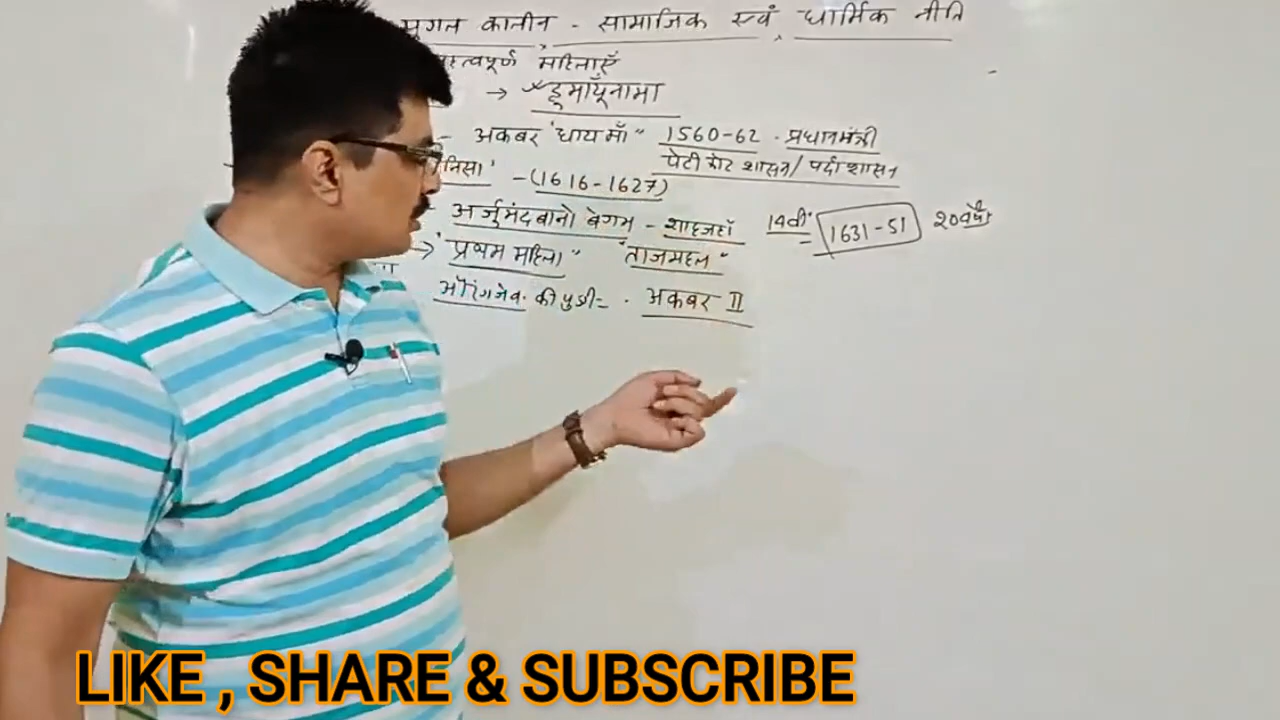 मुगल कालीन - सामाजिक एवं धार्मिक नीति
महत्वपूर्ण महिलाएँ
→ हूमायूँनामा
- अकबर 'धाय माँ" 1560-62 . प्रधानमंत्री
पेटीकोट शासन / पर्दा शासन
निसा' - (1616-1627)
अर्जुमंदबानो बेगम - शाहजहाँ 14वी 1631-51 20वर्ष
→ 'प्रथम महिला" "ताजमहल"
औरंगजेब की पुत्री = . अकबर II
LIKE , SHARE & SUBSCRIBE